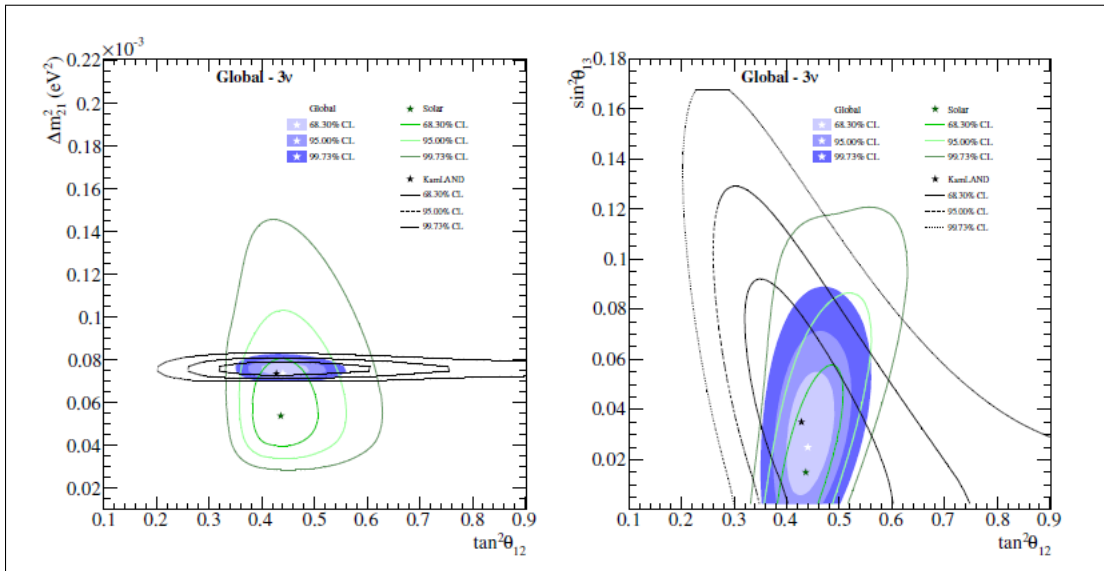 ×10⁻³
Δm²₂₁ (eV²)
Global - 3ν
Global
68.30% CL
95.00% CL
99.73% CL
Solar
68.30% CL
95.00% CL
99.73% CL
KamLAND
68.30% CL
95.00% CL
99.73% CL
0.22
0.2
0.18
0.16
0.14
0.12
0.1
0.08
0.06
0.04
0.02
0.1 0.2 0.3 0.4 0.5 0.6 0.7 0.8 0.9
tan²θ₁₂
sin²θ₁₃
Global - 3ν
Global
68.30% CL
95.00% CL
99.73% CL
Solar
68.30% CL
95.00% CL
99.73% CL
KamLAND
68.30% CL
95.00% CL
99.73% CL
0.18
0.16
0.14
0.12
0.1
0.08
0.06
0.04
0.02
0.1 0.2 0.3 0.4 0.5 0.6 0.7 0.8 0.9
tan²θ₁₂